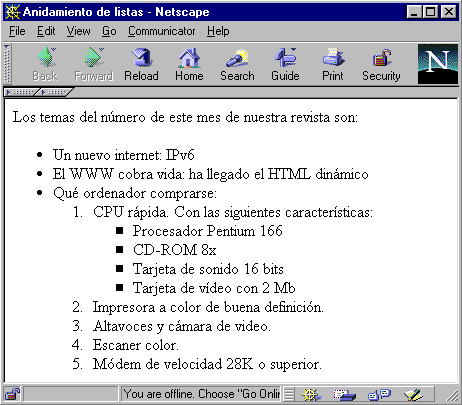 Anidamiento de listas - Netscape
File Edit View Go Communicator Help
Back Forward Reload Home Search Guide Print Security
N
Los temas del número de este mes de nuestra revista son:
Un nuevo internet: IPv6
El WWW cobra vida: ha llegado el HTML dinámico
Qué ordenador comprarse:
1. CPU rápida. Con las siguientes características:
Procesador Pentium 166
CD-ROM 8x
Tarjeta de sonido 16 bits
Tarjeta de vídeo con 2 Mb
2. Impresora a color de buena definición.
3. Altavoces y cámara de video.
4. Escaner color.
5. Módem de velocidad 28K o superior.
You are offline. Choose "Go Onli